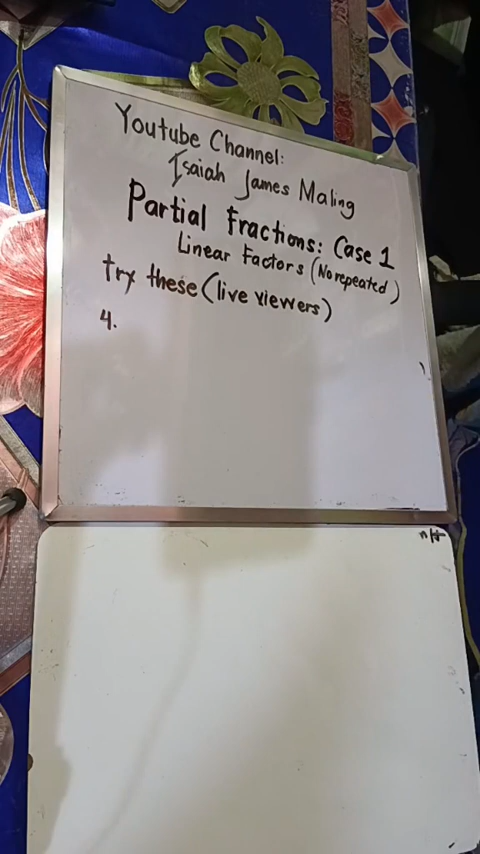 Youtube Channel:
Isaiah James Maling
Partial Fractions: Case 1
Linear Factors (No repeated)
try these (live viewers)
4.